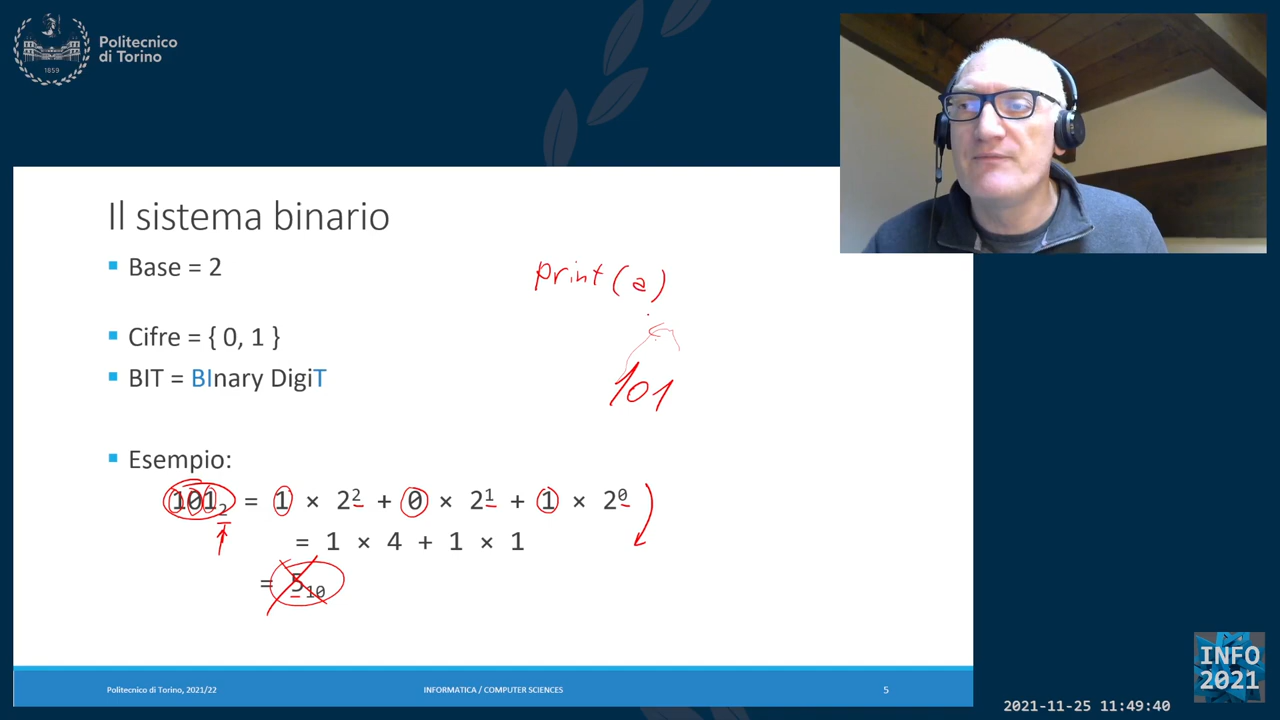 Politecnico
di Torino
1859
Il sistema binario
Base = 2
print(a)
Cifre = { 0, 1 }
BIT = BInary DigiT
101
Esempio:
101₂ = 1 × 2² + 0 × 2¹ + 1 × 2⁰
= 1 × 4 + 1 × 1
= 5₁₀
Politecnico di Torino, 2021/22
INFORMATICA / COMPUTER SCIENCES
5
INFO
2021
2021-11-25 11:49:40